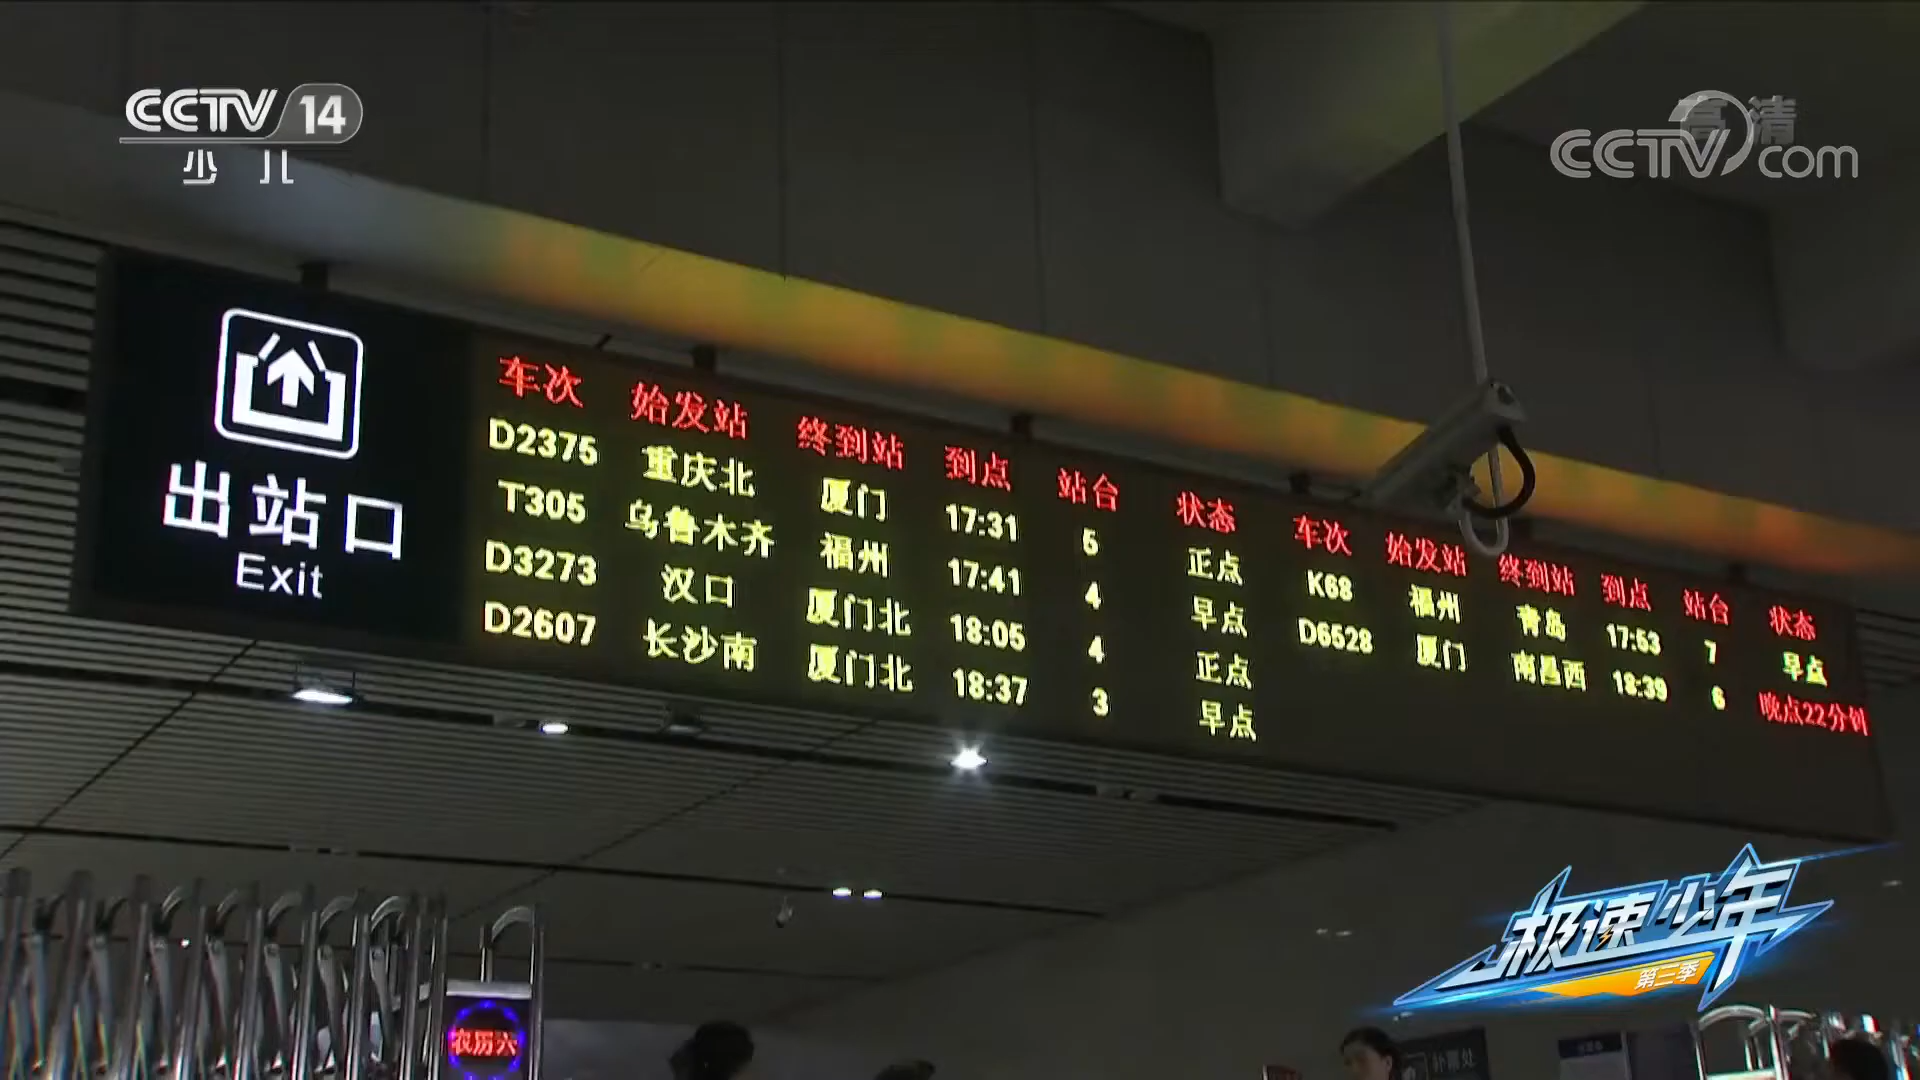 CCTV 14
少儿
高清
CCTV com
出站口
Exit
车次 始发站 终到站 到点 站台 状态
D2375 重庆北 厦门 17:31 5 正点
T305 乌鲁木齐 福州 17:41 4 早点
D3273 汉口 厦门北 18:05 4 正点
D2607 长沙南 厦门北 18:37 3 早点
车次 始发站 终到站 到点 站台 状态
K68 福州 青岛 17:53 7 早点
D6528 厦门 南昌西 18:39 6 晚点22分钟
极速少年
第三季
农历六
补票处